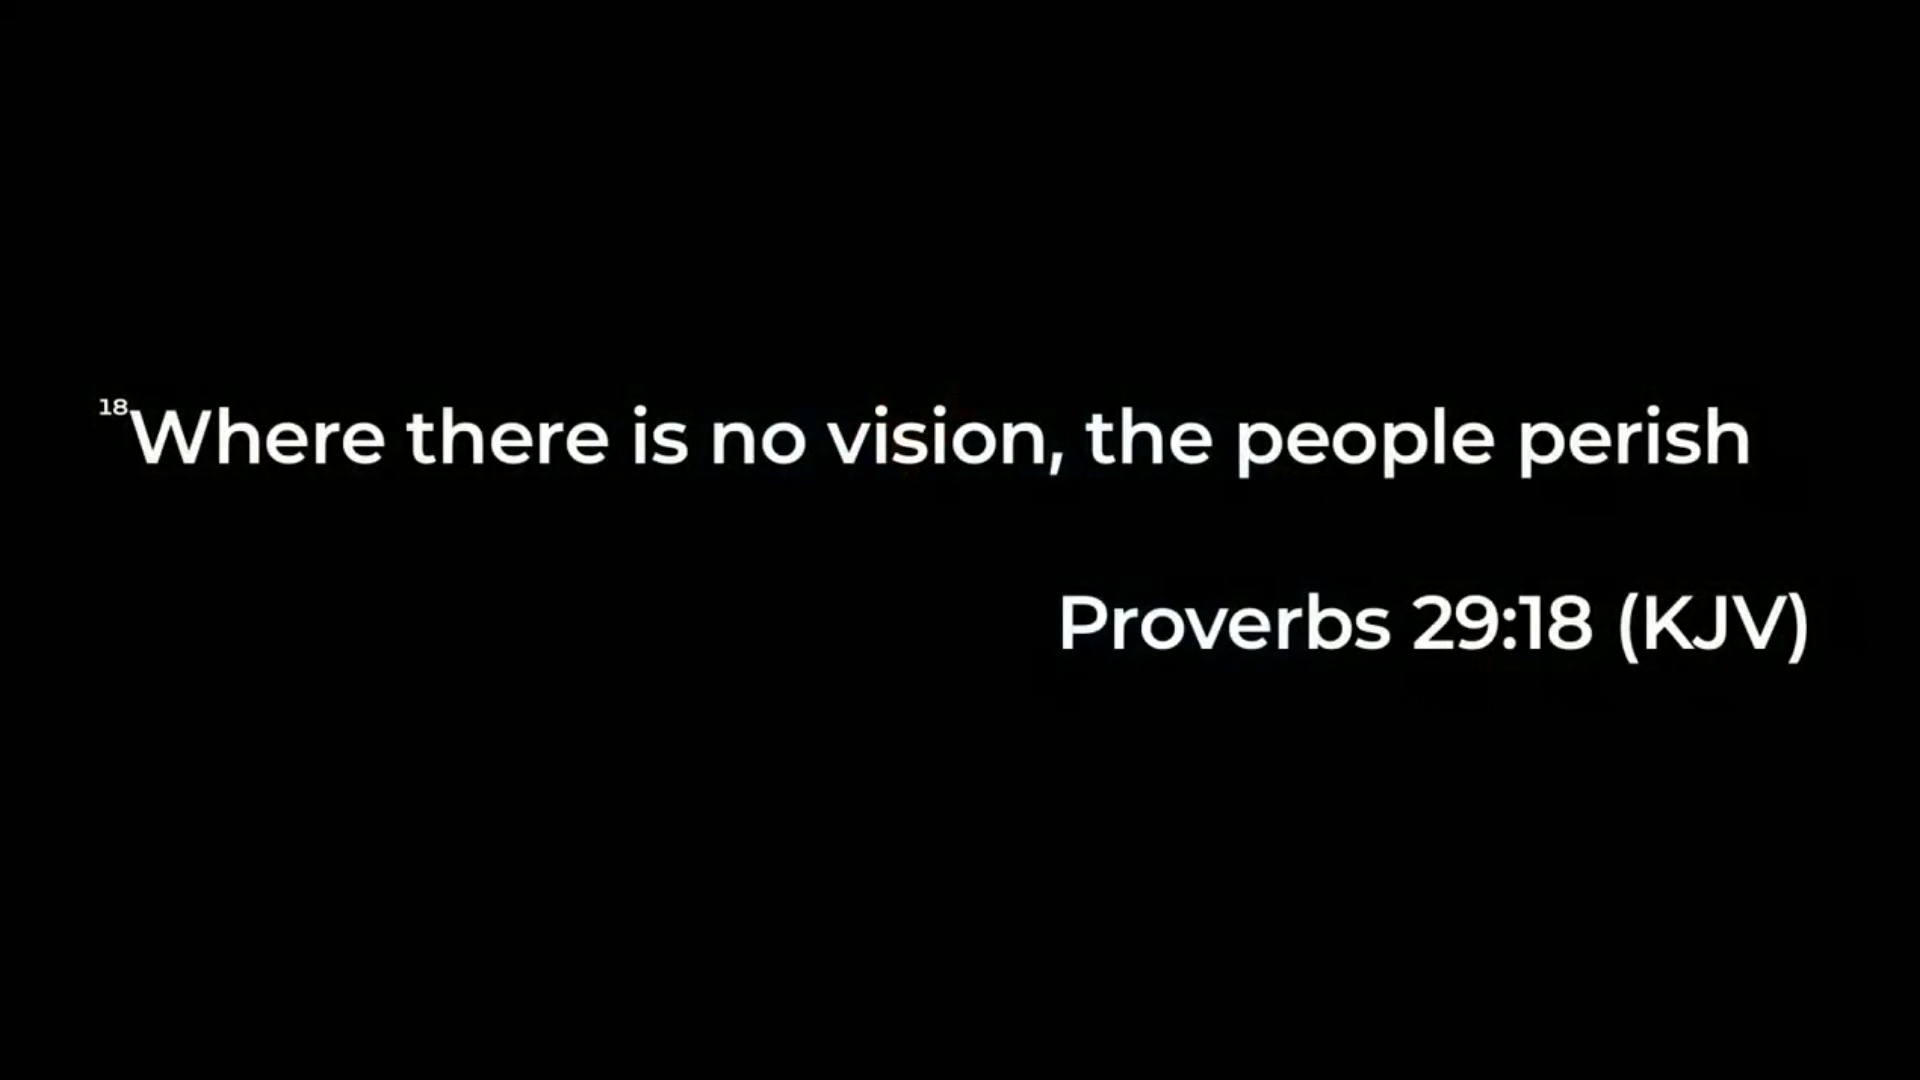 18Where there is no vision, the people perish
Proverbs 29:18 (KJV)